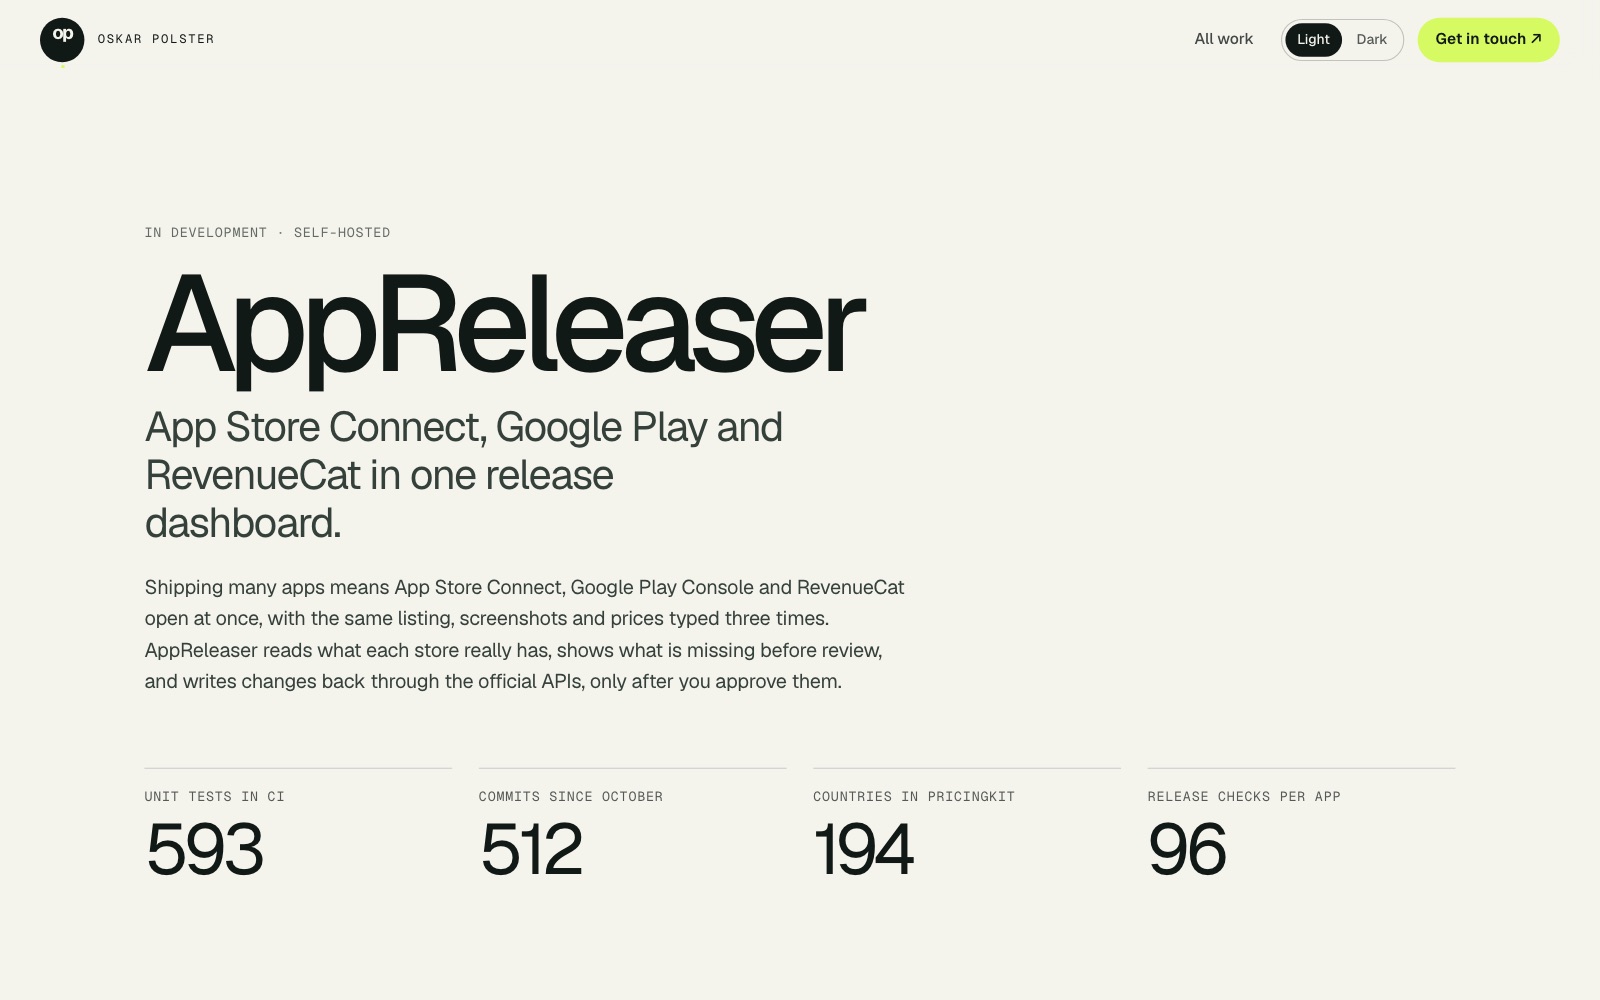 op
OSKAR POLSTER
All work
Light
Dark
Get in touch ↗
IN DEVELOPMENT · SELF-HOSTED
AppReleaser
App Store Connect, Google Play and
RevenueCat in one release
dashboard.
Shipping many apps means App Store Connect, Google Play Console and RevenueCat
open at once, with the same listing, screenshots and prices typed three times.
AppReleaser reads what each store really has, shows what is missing before review,
and writes changes back through the official APIs, only after you approve them.
UNIT TESTS IN CI
593
COMMITS SINCE OCTOBER
512
COUNTRIES IN PRICINGKIT
194
RELEASE CHECKS PER APP
96